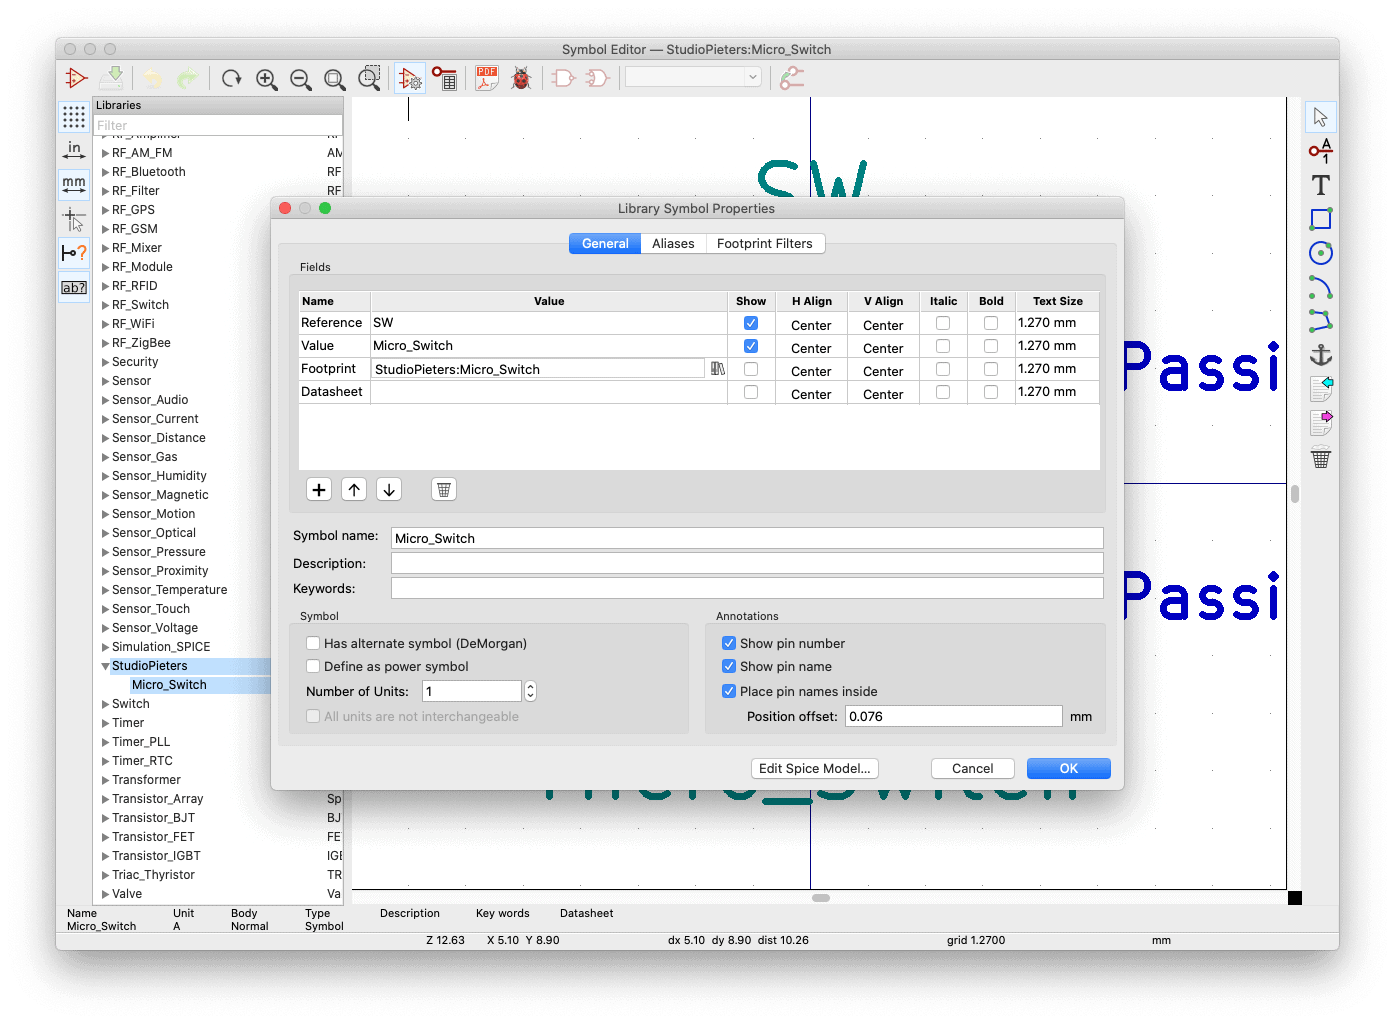 Symbol Editor — StudioPieters:Micro_Switch
PDF
Libraries
Filter
in
mm
ab?
A
1
T
RF_AM_FM AM
RF_Bluetooth RF
RF_Filter RF
RF_GPS
RF_GSM
RF_Mixer
RF_Module
RF_RFID
RF_Switch
RF_WiFi
RF_ZigBee
Security
Sensor
Sensor_Audio
Sensor_Current
Sensor_Distance
Sensor_Gas
Sensor_Humidity
Sensor_Magnetic
Sensor_Motion
Sensor_Optical
Sensor_Pressure
Sensor_Proximity
Sensor_Temperature
Sensor_Touch
Sensor_Voltage
Simulation_SPICE
StudioPieters
Micro_Switch
Switch
Timer
Timer_PLL
Timer_RTC
Transformer
Transistor_Array Sp
Transistor_BJT BJ
Transistor_FET FE
Transistor_IGBT IGE
Triac_Thyristor TR
Valve Va
SW
Passi
Passi
Micro_Switch
Library Symbol Properties
General Aliases Footprint Filters
Fields
Name Value Show H Align V Align Italic Bold Text Size
Reference SW Center Center 1.270 mm
Value Micro_Switch Center Center 1.270 mm
Footprint StudioPieters:Micro_Switch Center Center 1.270 mm
Datasheet Center Center 1.270 mm
Symbol name: Micro_Switch
Description:
Keywords:
Symbol
Has alternate symbol (DeMorgan)
Define as power symbol
Number of Units: 1
All units are not interchangeable
Annotations
Show pin number
Show pin name
Place pin names inside
Position offset: 0.076 mm
Edit Spice Model... Cancel OK
Name Unit Body Type Description Key words Datasheet
Micro_Switch A Normal Symbol
Z 12.63 X 5.10 Y 8.90 dx 5.10 dy 8.90 dist 10.26 grid 1.2700 mm